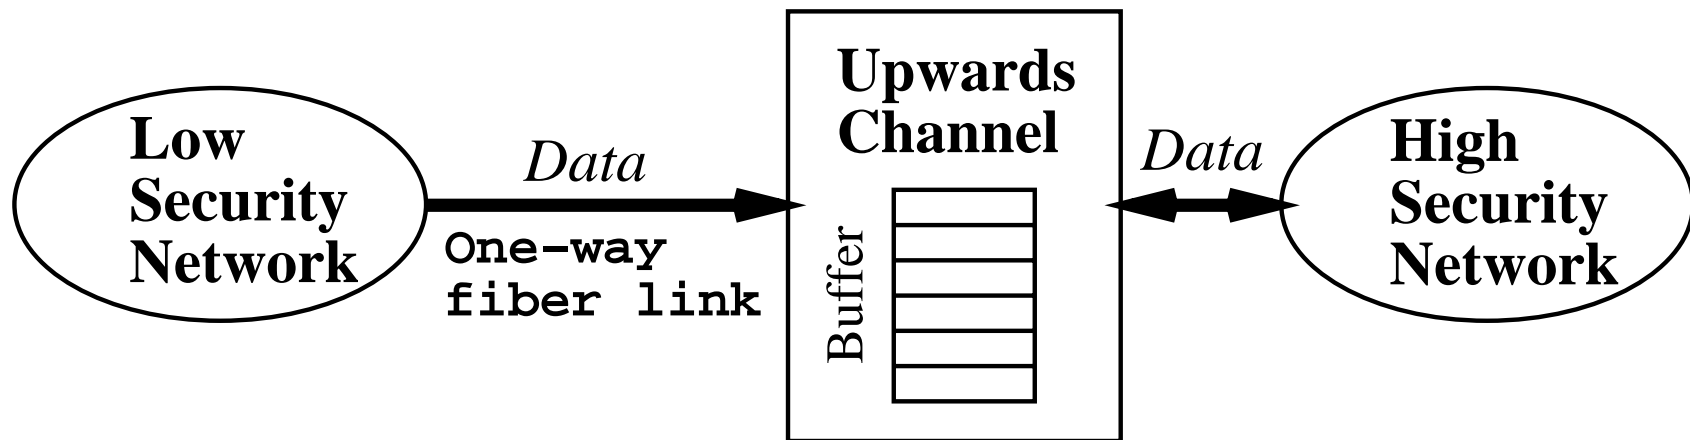 Low
Security
Network
Data
One-way
fiber link
Upwards
Channel
Buffer
Data
High
Security
Network